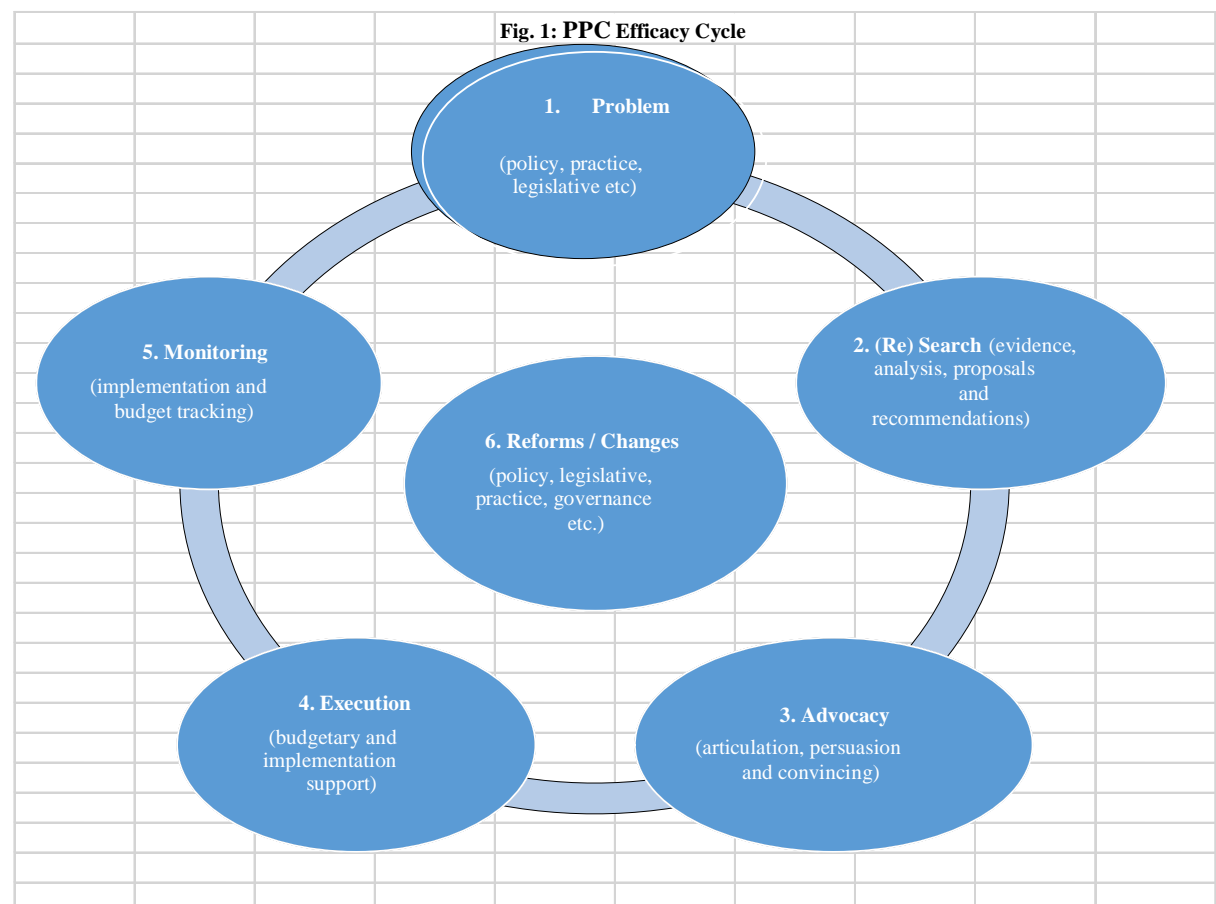 Fig. 1: PPC Efficacy Cycle
1. Problem
(policy, practice,
legislative etc)
2. (Re) Search (evidence,
analysis, proposals
and
recommendations)
3. Advocacy
(articulation, persuasion
and convincing)
4. Execution
(budgetary and
implementation
support)
5. Monitoring
(implementation and
budget tracking)
6. Reforms / Changes
(policy, legislative,
practice, governance
etc.)